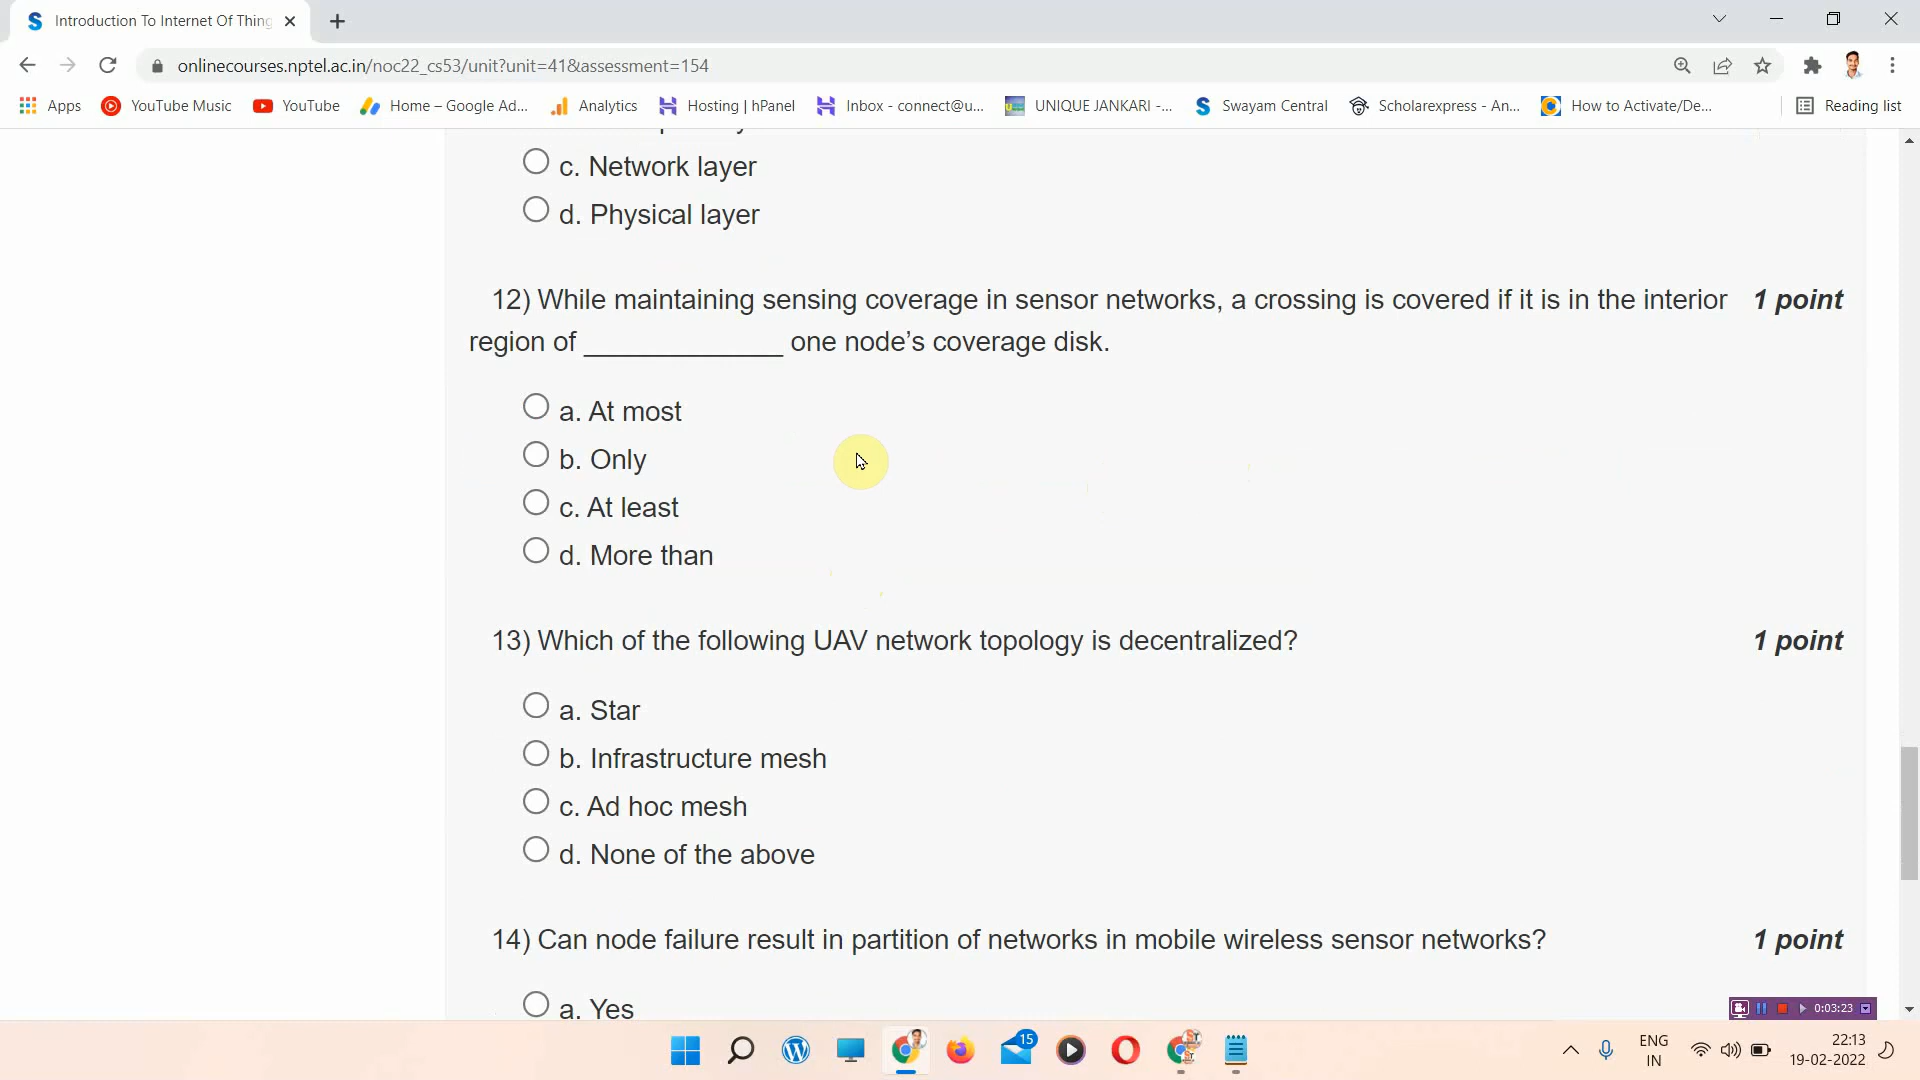 Introduction To Internet Of Thing
onlinecourses.nptel.ac.in/noc22_cs53/unit?unit=41&assessment=154
Apps YouTube Music YouTube Home – Google Ad... Analytics Hosting | hPanel Inbox - connect@u... UNIQUE JANKARI -... Swayam Central Scholarexpress - An... How to Activate/De... Reading list
c. Network layer
d. Physical layer
12) While maintaining sensing coverage in sensor networks, a crossing is covered if it is in the interior 1 point
region of _____________ one node’s coverage disk.
a. At most
b. Only
c. At least
d. More than
13) Which of the following UAV network topology is decentralized? 1 point
a. Star
b. Infrastructure mesh
c. Ad hoc mesh
d. None of the above
14) Can node failure result in partition of networks in mobile wireless sensor networks? 1 point
a. Yes
0:03:23
15
ENG
IN
22:13
19-02-2022